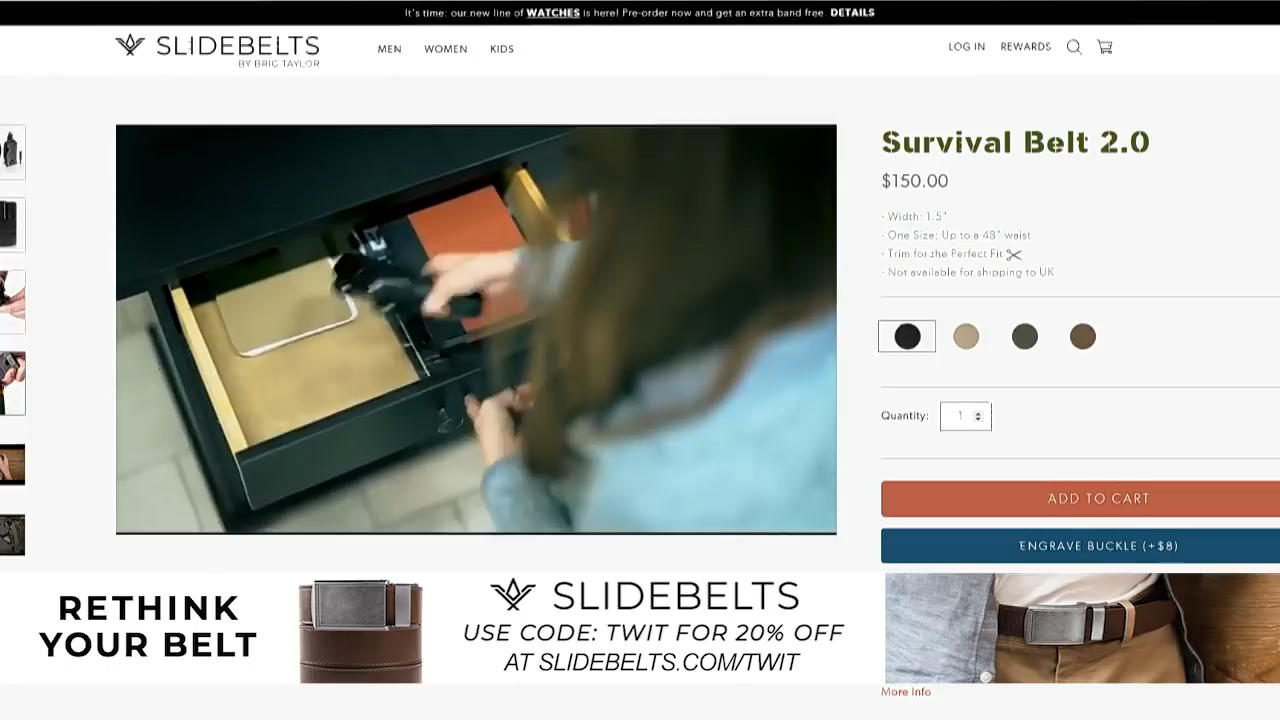 It's time: our new line of WATCHES is here! Pre-order now and get an extra band free. DETAILS
SLIDEBELTS
BY BRIG TAYLOR
MEN WOMEN KIDS
LOG IN REWARDS
Survival Belt 2.0
$150.00
- Width: 1.5"
- One Size: Up to a 48" waist
- Trim for the Perfect Fit
- Not available for shipping to UK
Quantity: 1
ADD TO CART
ENGRAVE BUCKLE (+$8)
RETHINK
YOUR BELT
SLIDEBELTS
USE CODE: TWIT FOR 20% OFF
AT SLIDEBELTS.COM/TWIT
More Info